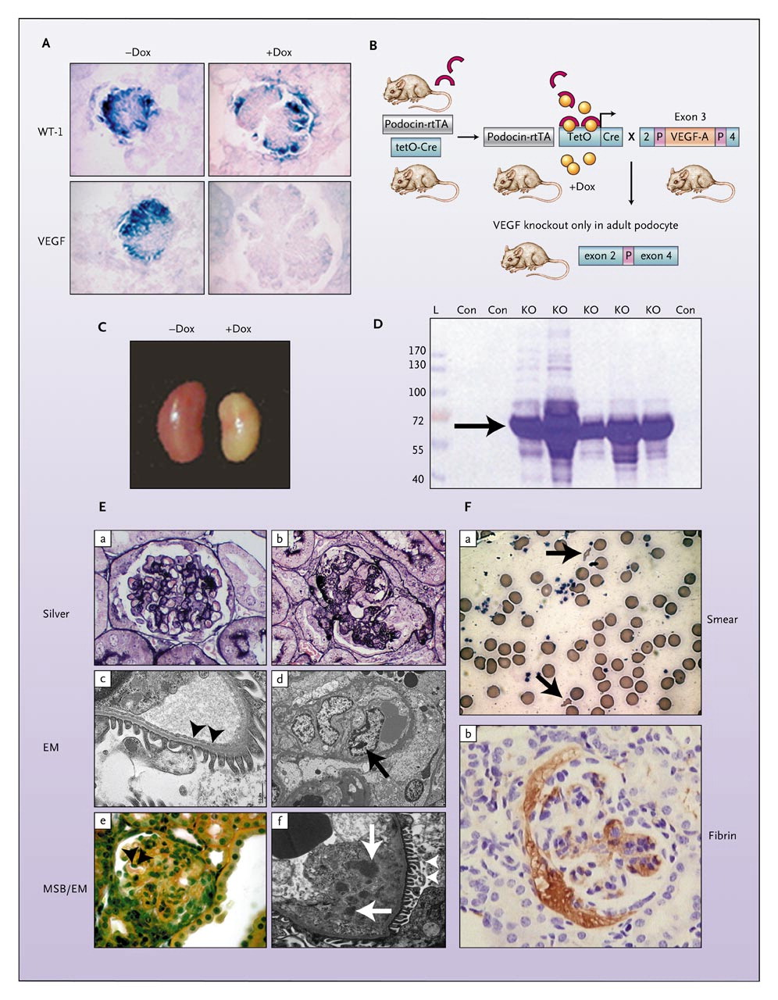 A
–Dox
+Dox
WT-1
VEGF
B
Podocin-rtTA
tetO-Cre
Podocin-rtTA
TetO
Cre
+Dox
X
Exon 3
2
P
VEGF-A
P
4
VEGF knockout only in adult podocyte
exon 2
P
exon 4
C
–Dox
+Dox
D
L
Con
Con
KO
KO
KO
KO
KO
Con
170
130
100
72
55
40
E
a
b
Silver
c
d
EM
e
f
MSB/EM
F
a
Smear
b
Fibrin